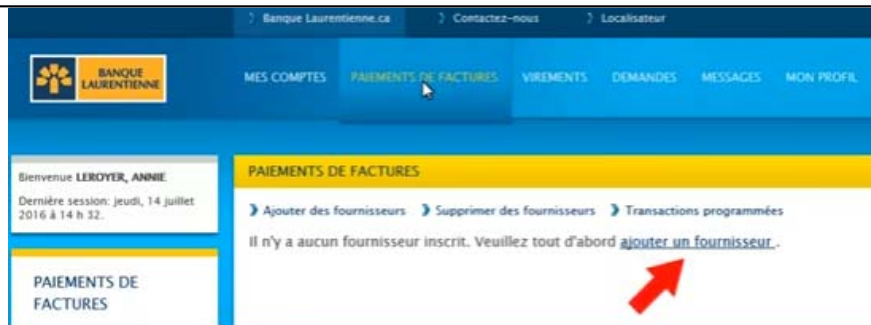 Banque Laurentienne.ca Contactez-nous Localisateur
BANQUE
LAURENTIENNE
MES COMPTES PAIEMENTS DE FACTURES VIREMENTS DEMANDES MESSAGES MON PROFIL
Bienvenue LEROYER, ANNIE
Dernière session: jeudi, 14 juillet
2016 à 14 h 32.
PAIEMENTS DE FACTURES
Ajouter des fournisseurs Supprimer des fournisseurs Transactions programmées
Il n'y a aucun fournisseur inscrit. Veuillez tout d'abord ajouter un fournisseur .
PAIEMENTS DE
FACTURES